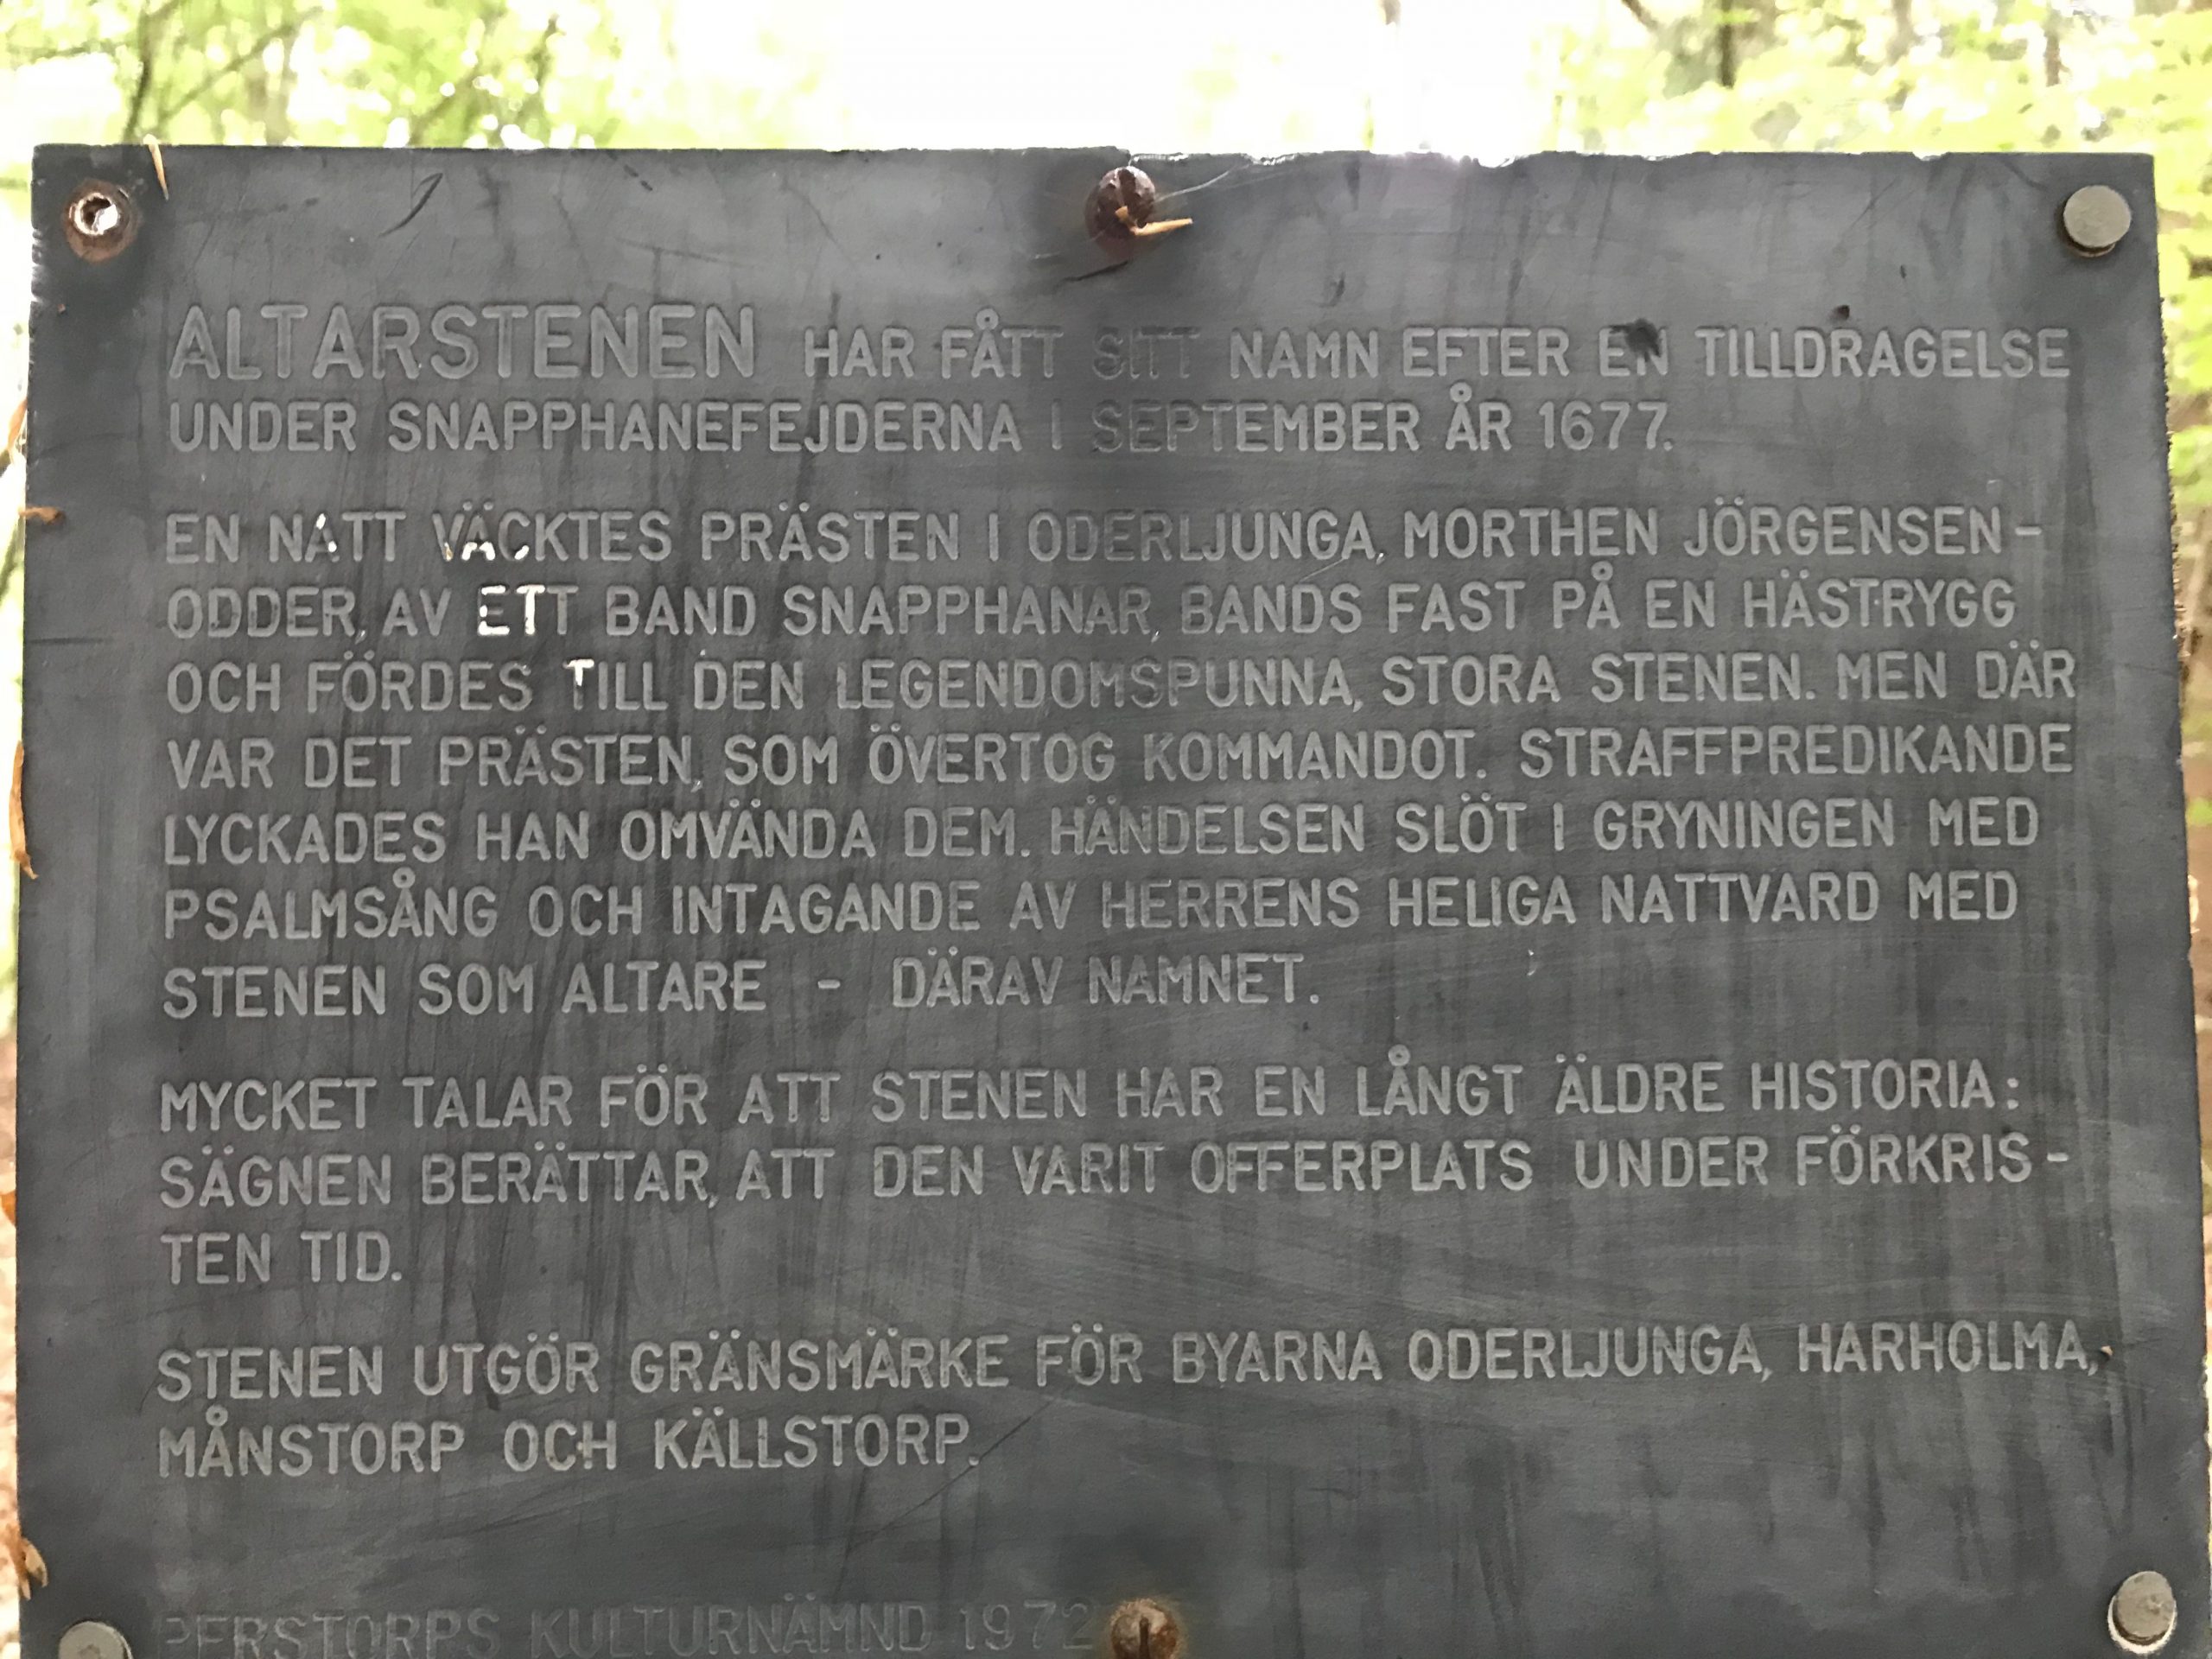 ALTARSTENEN HAR FÅTT SITT NAMN EFTER EN TILLDRAGELSE
UNDER SNAPPHANEFEJDERNA I SEPTEMBER ÅR 1677.
EN NATT VÄCKTES PRÄSTEN I ODERLJUNGA, MORTHEN JÖRGENSEN-
ODDER, AV ETT BAND SNAPPHANAR, BANDS FAST PÅ EN HÄSTRYGG
OCH FÖRDES TILL DEN LEGENDOMSPUNNA, STORA STENEN. MEN DÄR
VAR DET PRÄSTEN, SOM ÖVERTOG KOMMANDOT. STRAFFPREDIKANDE
LYCKADES HAN OMVÄNDA DEM. HÄNDELSEN SLÖT I GRYNINGEN MED
PSALMSÅNG OCH INTAGANDE AV HERRENS HELIGA NATTVARD MED
STENEN SOM ALTARE - DÄRAV NAMNET.
MYCKET TALAR FÖR ATT STENEN HAR EN LÅNGT ÄLDRE HISTORIA:
SÄGNEN BERÄTTAR, ATT DEN VARIT OFFERPLATS UNDER FÖRKRIS-
TEN TID.
STENEN UTGÖR GRÄNSMÄRKE FÖR BYARNA ODERLJUNGA, HARHOLMA,
MÅNSTORP OCH KÄLLSTORP.
PERSTORPS KULTURNÄMND 1972